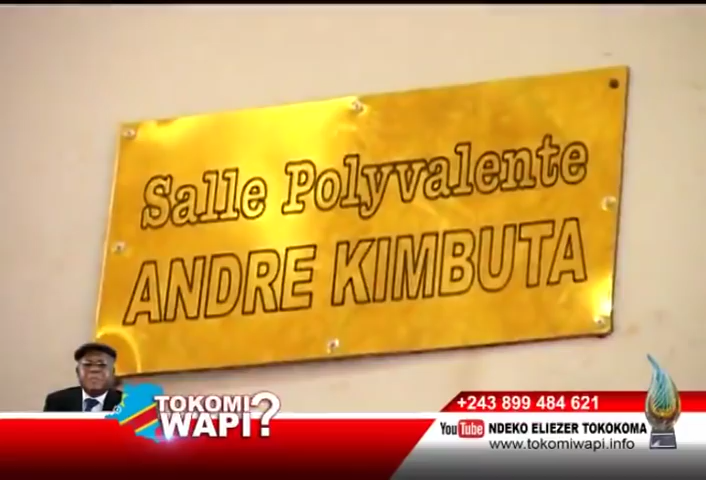 Salle Polyvalente
ANDRE KIMBUTA
TOKOMI
WAPI?
+243 899 484 621
YouTube NDEKO ELIEZER TOKOKOMA
www.tokomiwapi.info